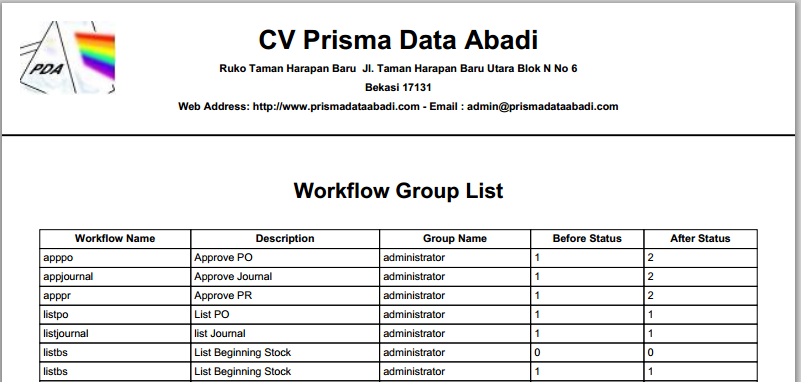 PDA
CV Prisma Data Abadi
Ruko Taman Harapan Baru Jl. Taman Harapan Baru Utara Blok N No 6
Bekasi 17131
Web Address: http://www.prismadataabadi.com - Email : admin@prismadataabadi.com
Workflow Group List
Workflow Name Description Group Name Before Status After Status
apppo Approve PO administrator 1 2
appjournal Approve Journal administrator 1 2
apppr Approve PR administrator 1 2
listpo List PO administrator 1 1
listjournal list Journal administrator 1 1
listbs List Beginning Stock administrator 0 0
listbs List Beginning Stock administrator 1 1